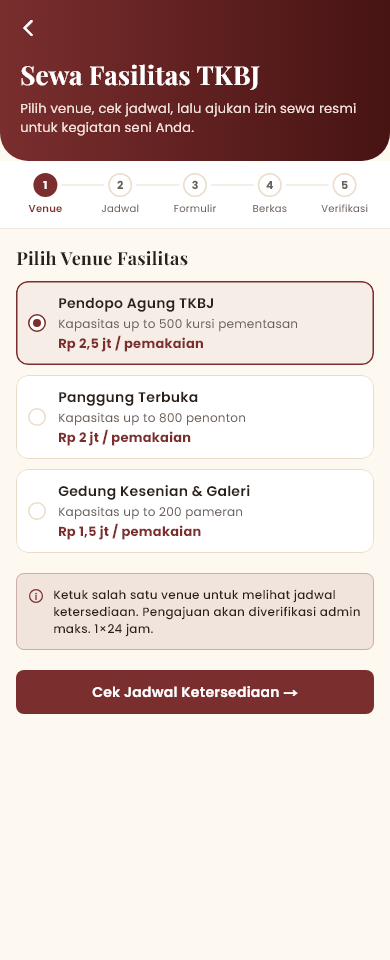 Sewa Fasilitas TKBJ
Pilih venue, cek jadwal, lalu ajukan izin sewa resmi
untuk kegiatan seni Anda.
1 2 3 4 5
Venue Jadwal Formulir Berkas Verifikasi
Pilih Venue Fasilitas
Pendopo Agung TKBJ
Kapasitas up to 500 kursi pementasan
Rp 2,5 jt / pemakaian
Panggung Terbuka
Kapasitas up to 800 penonton
Rp 2 jt / pemakaian
Gedung Kesenian & Galeri
Kapasitas up to 200 pameran
Rp 1,5 jt / pemakaian
Ketuk salah satu venue untuk melihat jadwal
ketersediaan. Pengajuan akan diverifikasi admin
maks. 1×24 jam.
Cek Jadwal Ketersediaan →